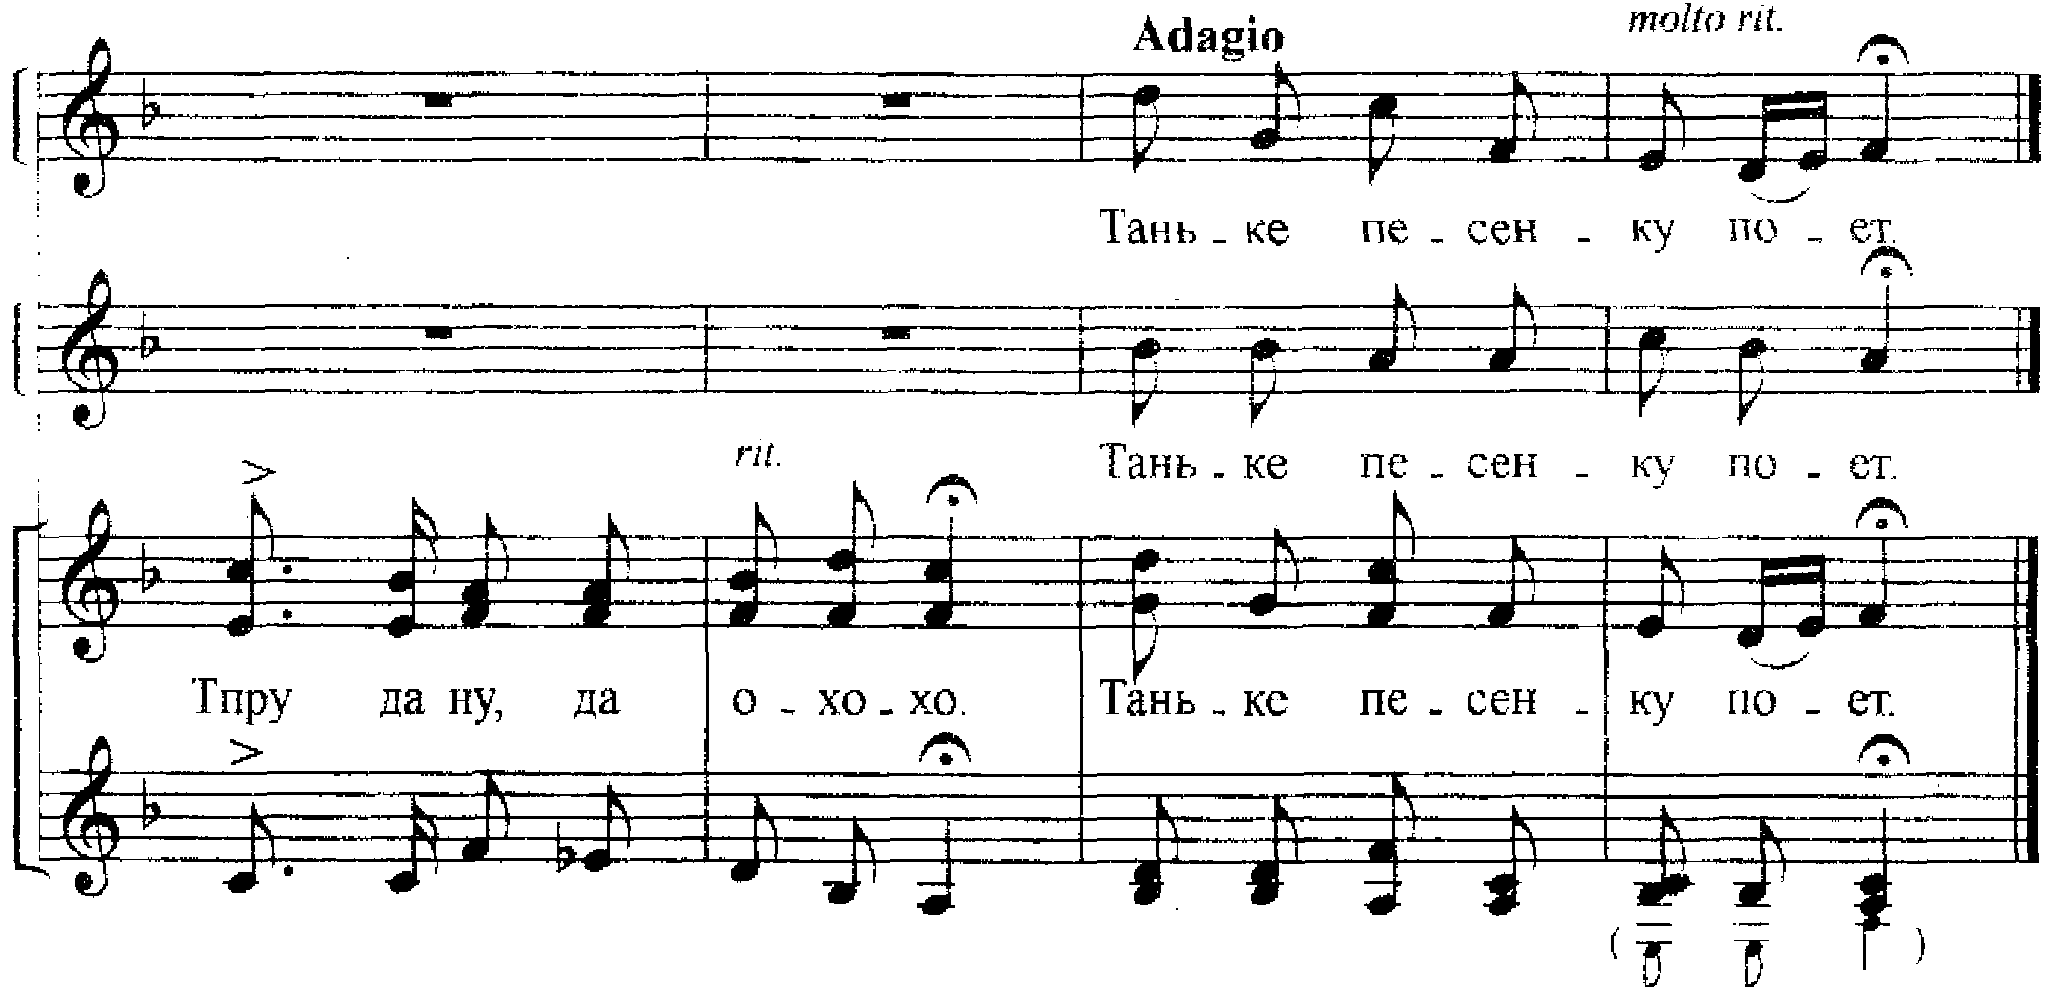 molto rit.
Adagio
Тань - ке пе - сен - ку по - ет.
rit.
Тань - ке пе - сен - ку по - ет.
Тпру да ну, да о - хо - хо. Тань - ке пе - сен - ку по - ет.